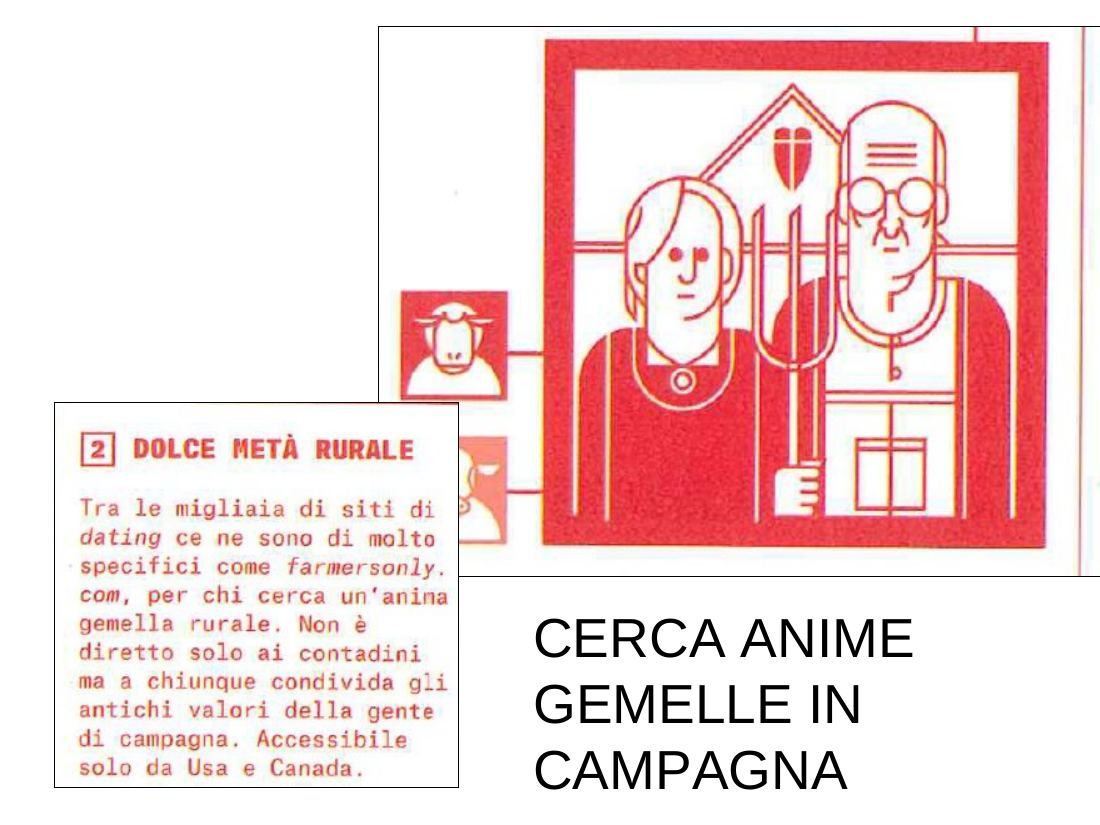 2 DOLCE METÀ RURALE
Tra le migliaia di siti di
dating ce ne sono di molto
specifici come farmersonly.
com, per chi cerca un'anima
gemella rurale. Non è
diretto solo ai contadini
ma a chiunque condivida gli
antichi valori della gente
di campagna. Accessibile
solo da Usa e Canada.
CERCA ANIME
GEMELLE IN
CAMPAGNA